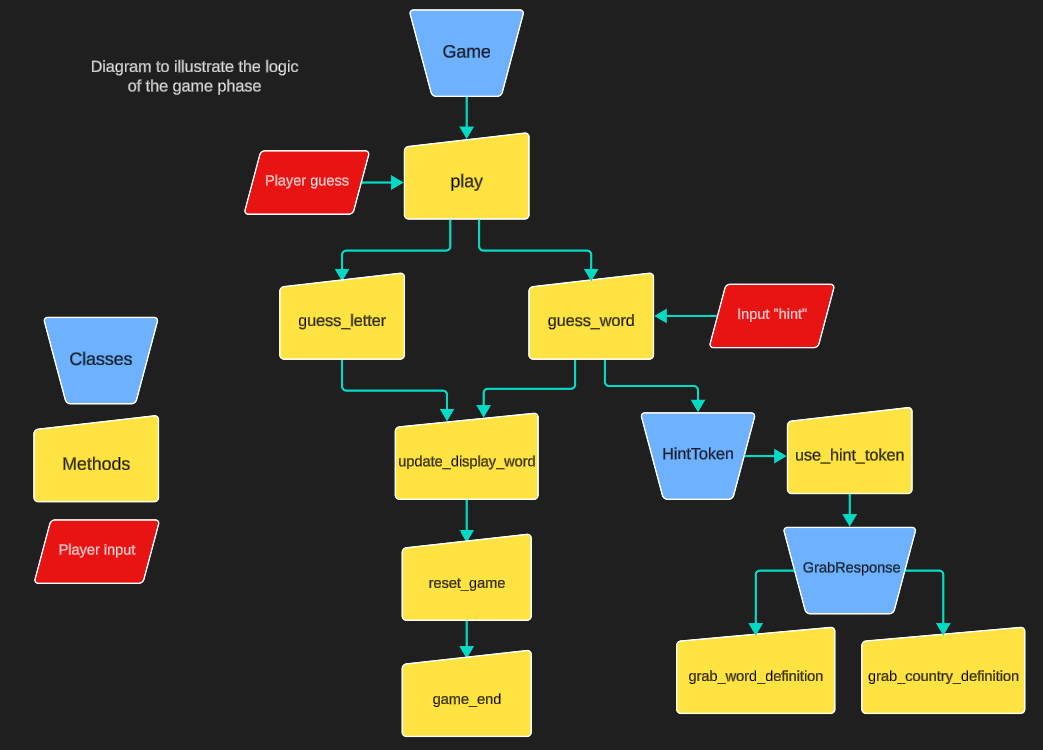 Game
Diagram to illustrate the logic
of the game phase
Player guess
play
guess_letter
guess_word
Input "hint"
Classes
Methods
Player input
update_display_word
HintToken
use_hint_token
reset_game
GrabResponse
game_end
grab_word_definition
grab_country_definition